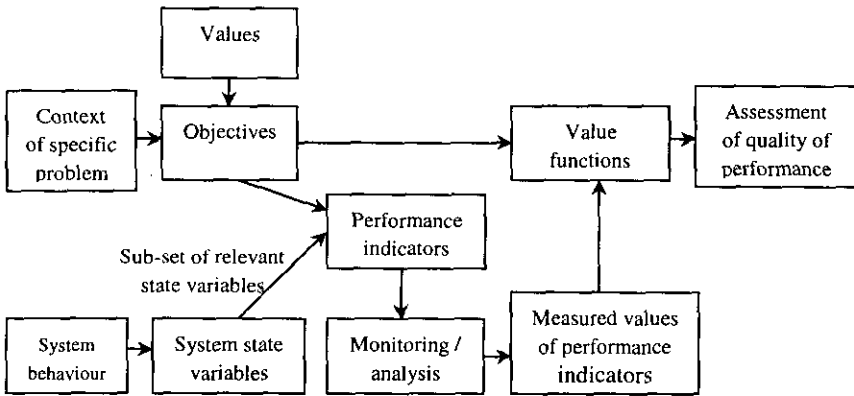 Values
Context
of specific
problem
Objectives
Value
functions
Assessment
of quality of
performance
Performance
indicators
Sub-set of relevant
state variables
System
behaviour
System state
variables
Monitoring /
analysis
Measured values
of performance
indicators